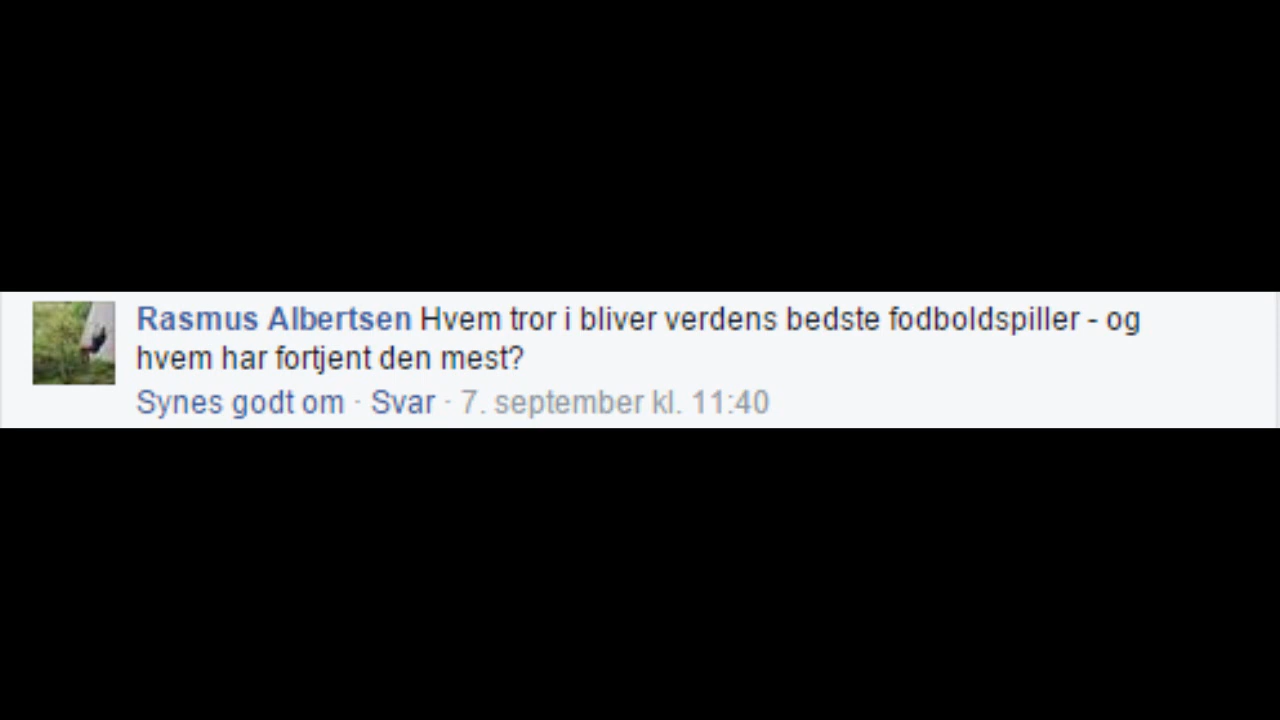 Rasmus Albertsen Hvem tror i bliver verdens bedste fodboldspiller - og
hvem har fortjent den mest?
Synes godt om · Svar · 7. september kl. 11:40